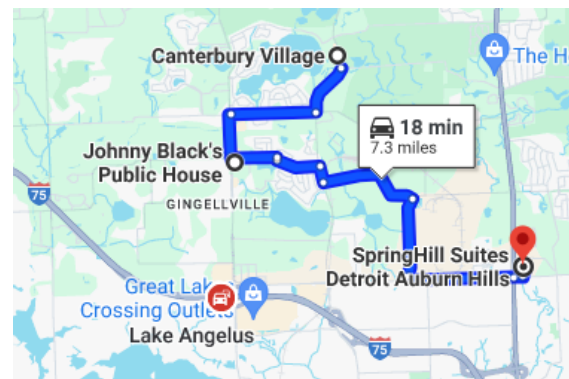 Canterbury Village
The H
18 min
7.3 miles
Johnny Black's
Public House
75
GINGELLVILLE
SpringHill Suites
Detroit Auburn Hills
Great Lakes
Crossing Outlets
Lake Angelus
75